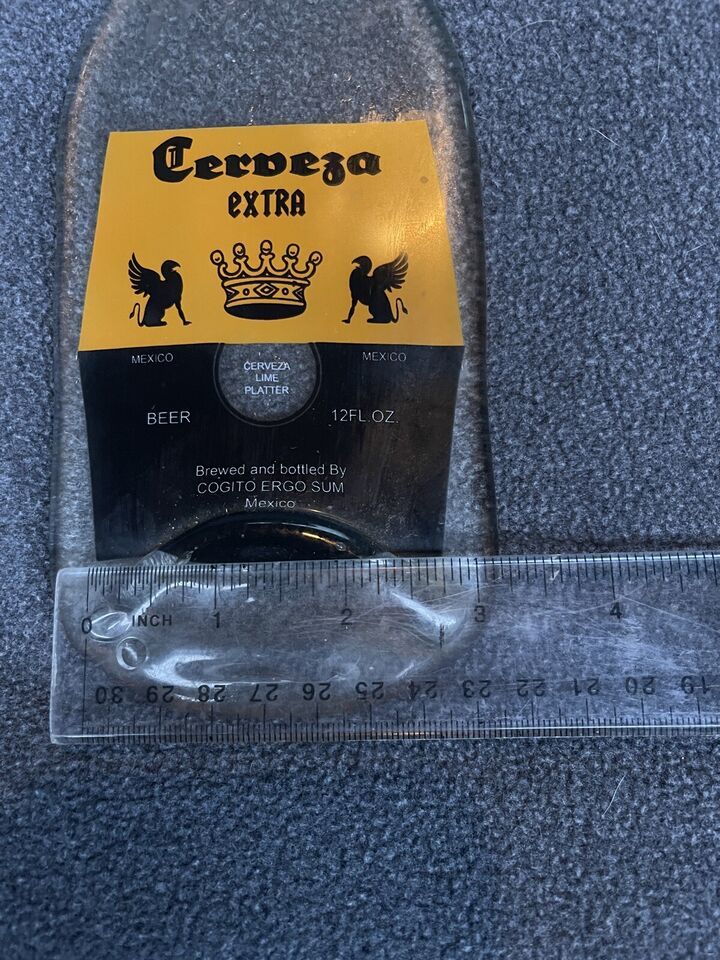 Cerveza
EXTRA
MEXICO
MEXICO
CERVEZA
LIME
PLATTER
BEER
12FL.OZ.
Brewed and bottled By
COGITO ERGO SUM
Mexico
0 INCH 1 2 3 4
30 29 28 27 26 25 24 23 22 21 20 19